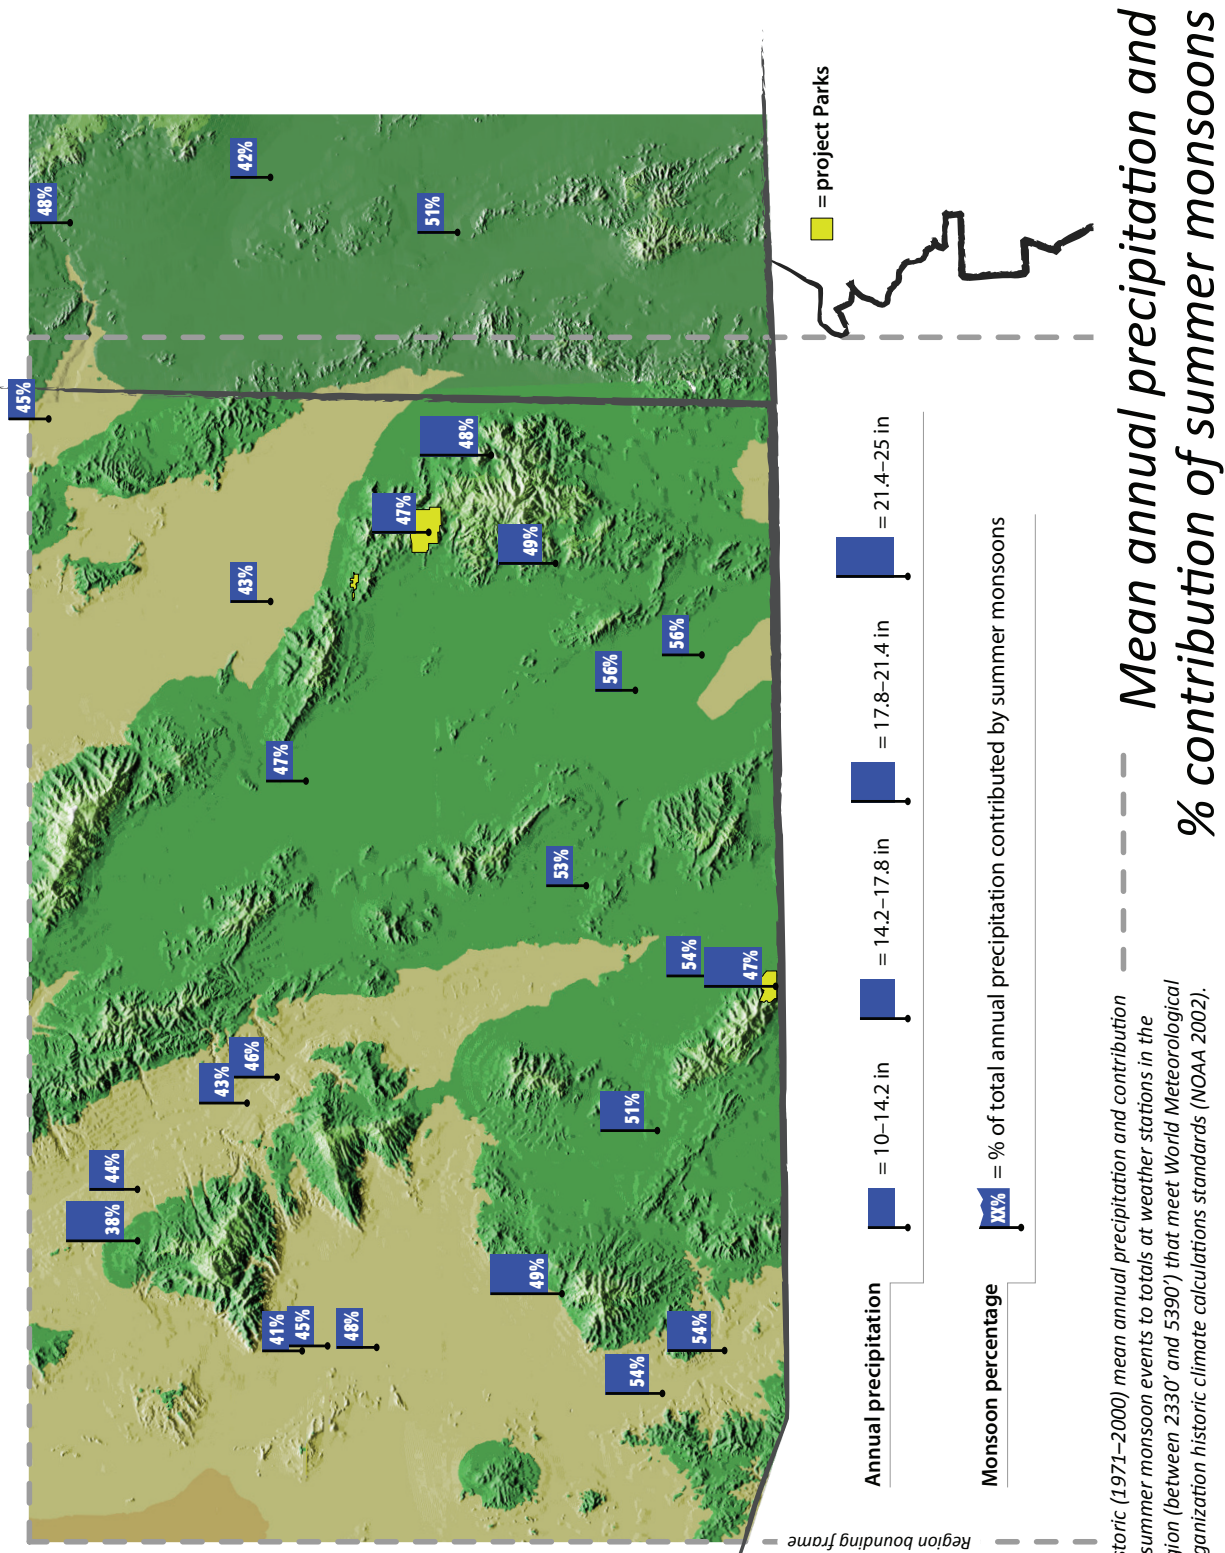 45%
48%
44%
38%
43%
42%
43%
46%
41%
47%
45%
48%
47%
51%
48%
49%
49%
53%
56%
51%
54%
56%
54%
54%
47%
= project Parks
Annual precipitation
= 10–14.2 in
= 14.2–17.8 in
= 17.8–21.4 in
= 21.4–25 in
Region bounding frame
Monsoon percentage
XX% = % of total annual precipitation contributed by summer monsoons
storic (1971–2000) mean annual precipitation and contribution
summer monsoon events to totals at weather stations in the
gion (between 2330' and 5390') that meet World Meteorological
ganization historic climate calculations standards (NOAA 2002).
Mean annual precipitation and
% contribution of summer monsoons